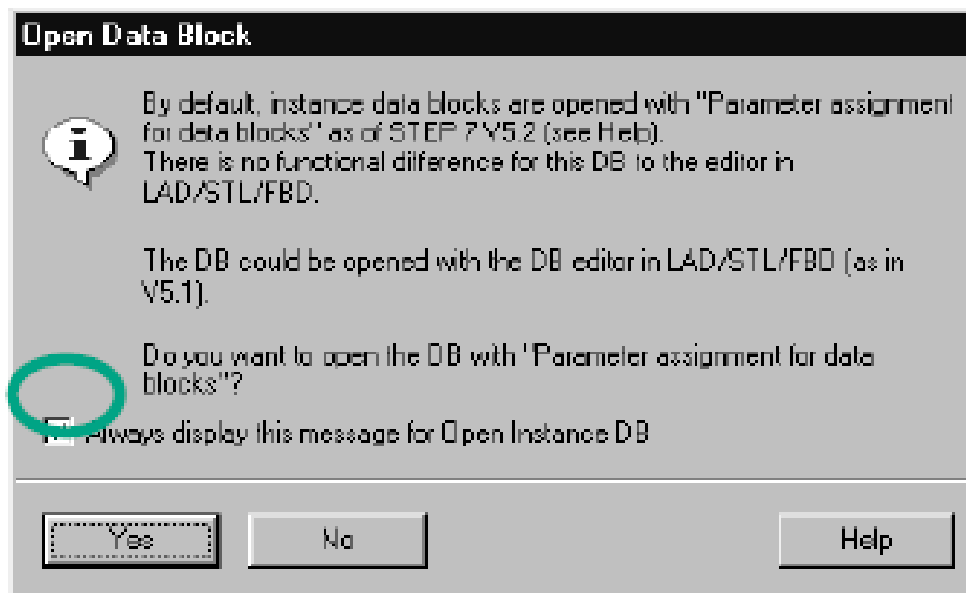 Open Data Block
By default, instance data blocks are opened with "Parameter assignment
for data blocks" as of STEP 7 V5.2 (see Help).
There is no functional difference for this DB to the editor in
LAD/STL/FBD.
The DB could be opened with the DB editor in LAD/STL/FBD (as in
V5.1).
Do you want to open the DB with "Parameter assignment for data
blocks"?
Always display this message for Open Instance DB
Yes
No
Help